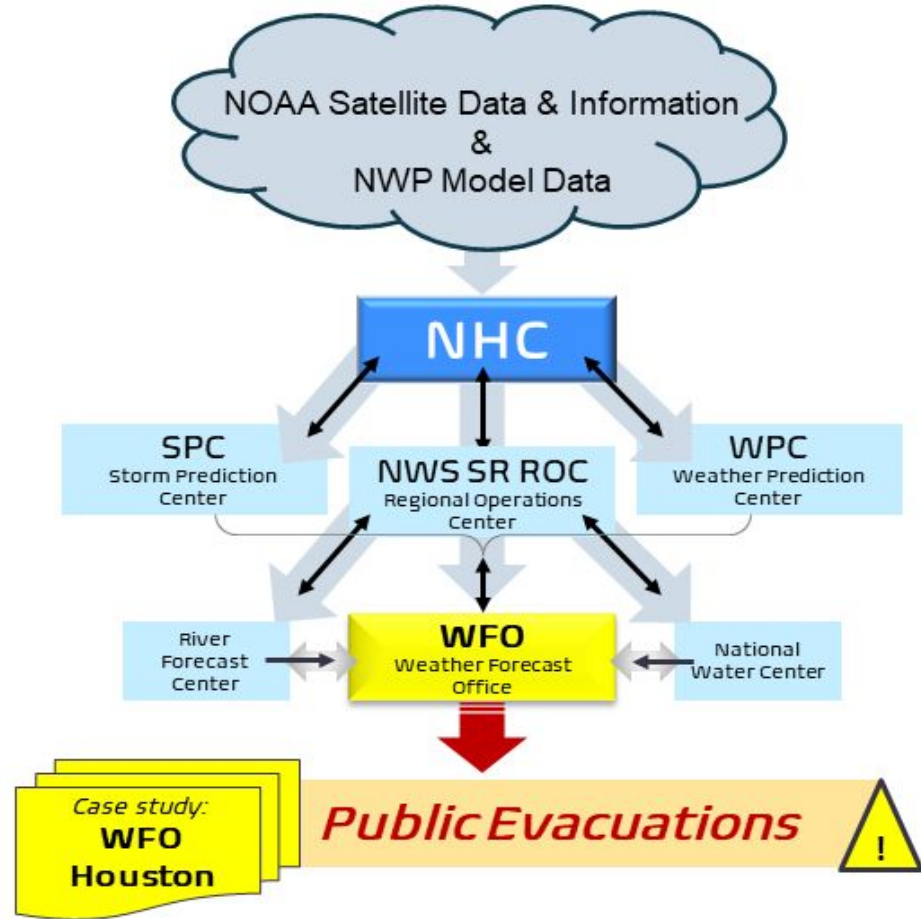 NOAA Satellite Data & Information
&
NWP Model Data
NHC
SPC
Storm Prediction
Center
NWS SR ROC
Regional Operations
Center
WPC
Weather Prediction
Center
River
Forecast
Center
WFO
Weather Forecast
Office
National
Water Center
Case study:
WFO
Houston
Public Evacuations
!